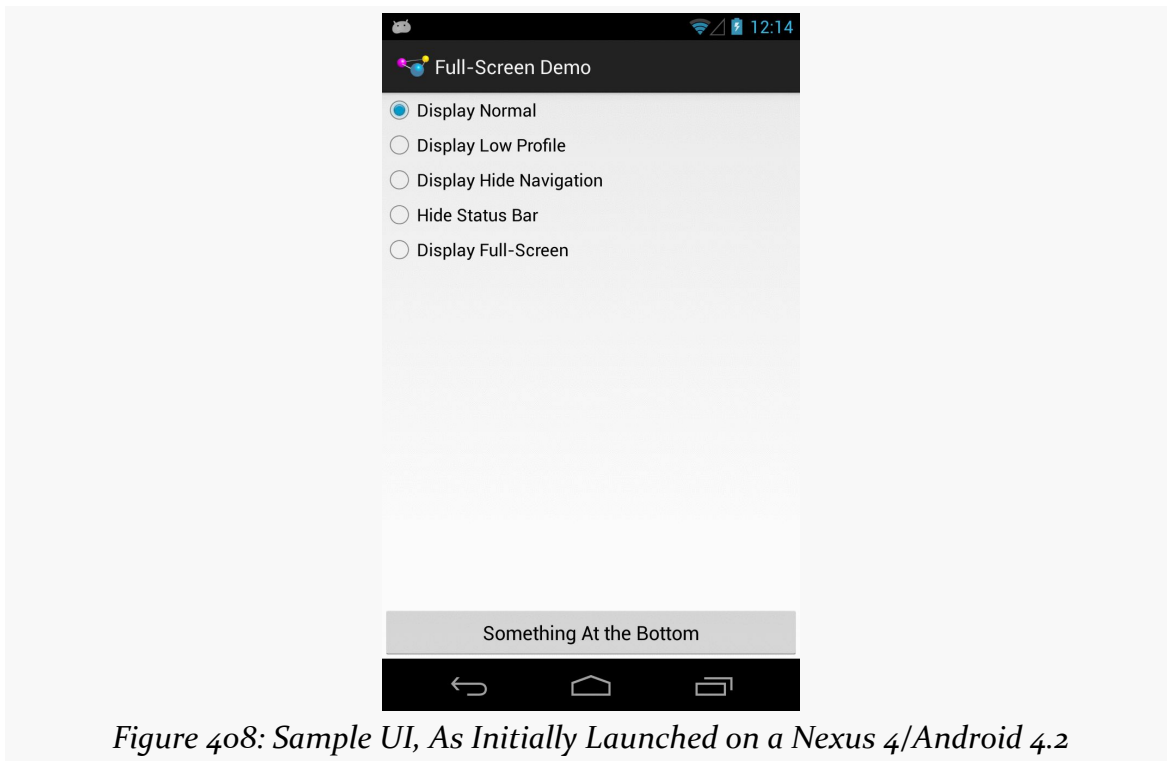 12:14
Full-Screen Demo
Display Normal
Display Low Profile
Display Hide Navigation
Hide Status Bar
Display Full-Screen
Something At the Bottom
Figure 408: Sample UI, As Initially Launched on a Nexus 4/Android 4.2